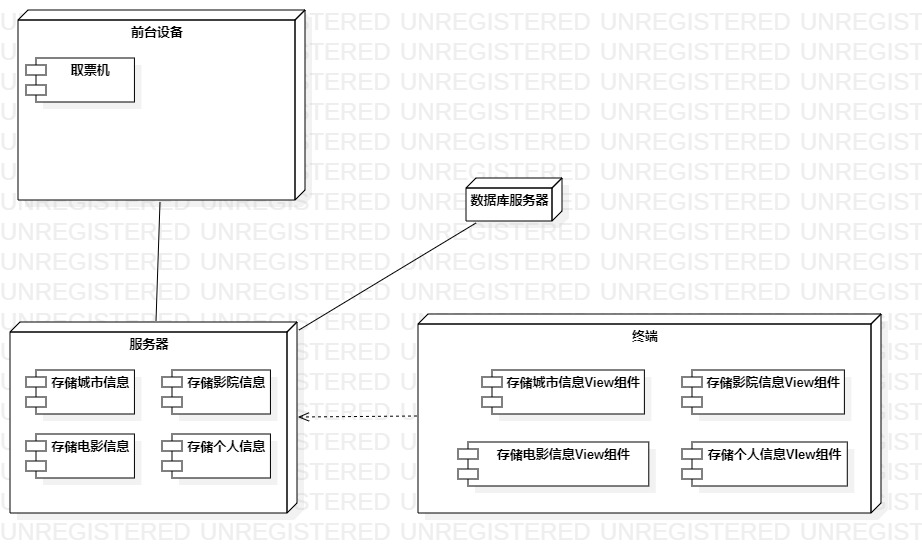 前台设备
取票机
数据库服务器
服务器
存储城市信息
存储影院信息
存储电影信息
存储个人信息
终端
存储城市信息View组件
存储影院信息View组件
存储电影信息View组件
存储个人信息VIew组件
UNREGISTERED